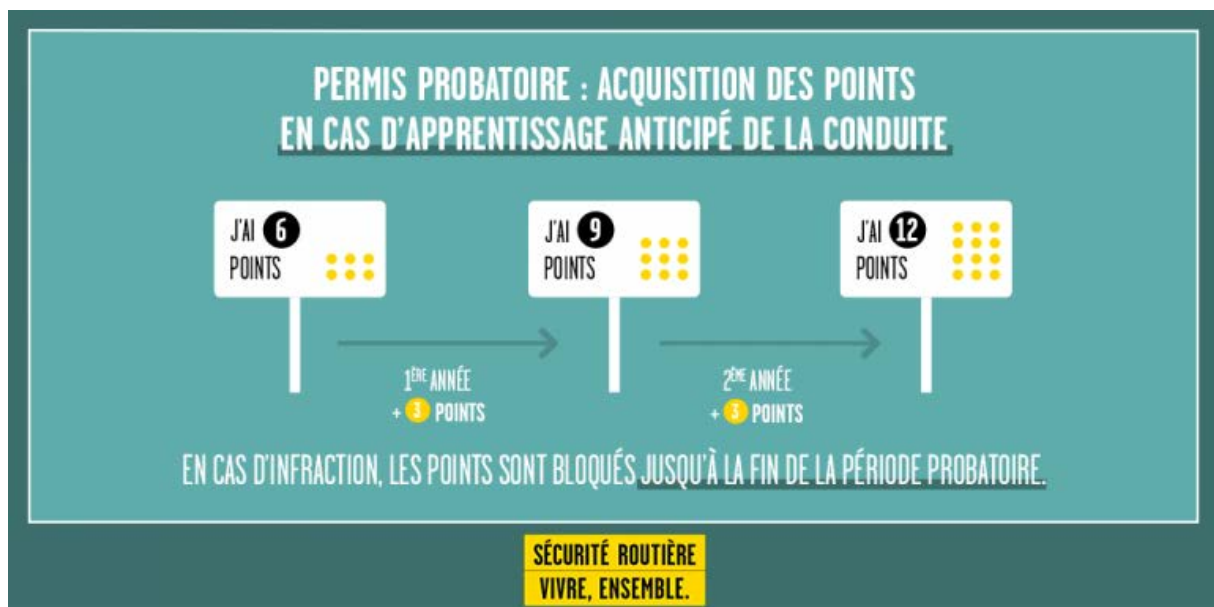 PERMIS PROBATOIRE : ACQUISITION DES POINTS
EN CAS D'APPRENTISSAGE ANTICIPÉ DE LA CONDUITE
J'AI 6
POINTS
J'AI 9
POINTS
J'AI 12
POINTS
1ÈRE ANNÉE
+ 3 POINTS
2ÈME ANNÉE
+ 3 POINTS
EN CAS D'INFRACTION, LES POINTS SONT BLOQUÉS JUSQU'À LA FIN DE LA PÉRIODE PROBATOIRE.
SÉCURITÉ ROUTIÈRE
VIVRE, ENSEMBLE.